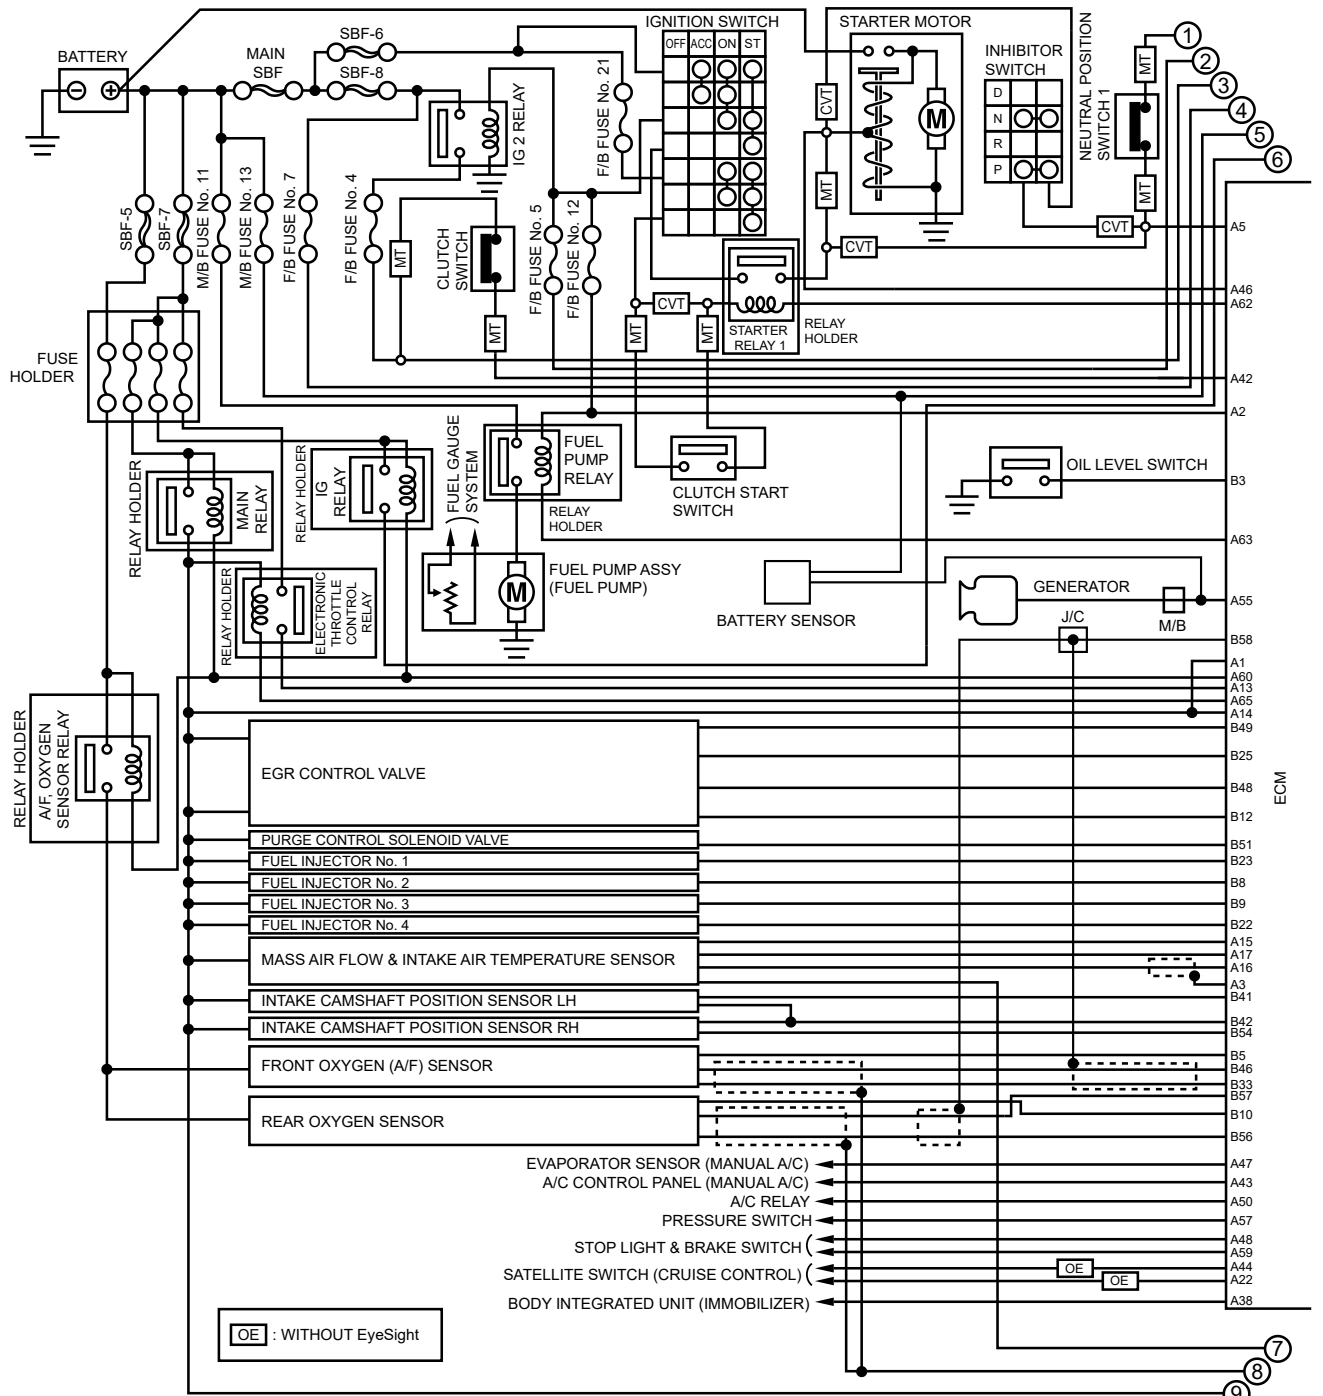 BATTERY
MAIN
SBF
SBF-6
SBF-8
IGNITION SWITCH
OFF ACC ON ST
STARTER MOTOR
M
INHIBITOR
SWITCH
D
N
R
P
NEUTRAL POSITION
SWITCH 1
MT
MT
1
2
3
4
5
6
CVT
MT
CVT
CVT
IG 2 RELAY
F/B FUSE No. 21
SBF-5
SBF-7
M/B FUSE No. 11
M/B FUSE No. 13
F/B FUSE No. 7
F/B FUSE No. 4
MT
CLUTCH
SWITCH
MT
F/B FUSE No. 5
F/B FUSE No. 12
CVT
MT
MT
STARTER
RELAY 1
RELAY
HOLDER
FUSE
HOLDER
RELAY HOLDER
MAIN
RELAY
RELAY HOLDER
IG
RELAY
FUEL GAUGE
SYSTEM
FUEL
PUMP
RELAY
RELAY
HOLDER
CLUTCH START
SWITCH
OIL LEVEL SWITCH
RELAY HOLDER
ELECTRONIC
THROTTLE
CONTROL
RELAY
M
FUEL PUMP ASSY
(FUEL PUMP)
BATTERY SENSOR
GENERATOR
M/B
J/C
RELAY HOLDER
A/F, OXYGEN
SENSOR RELAY
EGR CONTROL VALVE
PURGE CONTROL SOLENOID VALVE
FUEL INJECTOR No. 1
FUEL INJECTOR No. 2
FUEL INJECTOR No. 3
FUEL INJECTOR No. 4
MASS AIR FLOW & INTAKE AIR TEMPERATURE SENSOR
INTAKE CAMSHAFT POSITION SENSOR LH
INTAKE CAMSHAFT POSITION SENSOR RH
FRONT OXYGEN (A/F) SENSOR
REAR OXYGEN SENSOR
EVAPORATOR SENSOR (MANUAL A/C)
A/C CONTROL PANEL (MANUAL A/C)
A/C RELAY
PRESSURE SWITCH
STOP LIGHT & BRAKE SWITCH
SATELLITE SWITCH (CRUISE CONTROL)
OE
OE
BODY INTEGRATED UNIT (IMMOBILIZER)
A5
A46
A62
A42
A2
B3
A63
A55
B58
A1
A60
A13
A65
A14
B49
B25
B48
B12
B51
B23
B8
B9
B22
A15
A17
A16
A3
B41
B42
B54
B5
B46
B33
B57
B10
B56
A47
A43
A50
A57
A48
A59
A44
A22
A38
ECM
OE : WITHOUT EyeSight
7
8
9